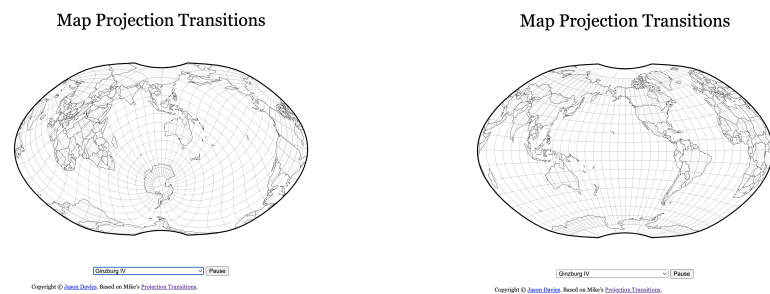 Map Projection Transitions
Ginzburg IV
Pause
Copyright © Jason Davies. Based on Mike's Projection Transitions.
Map Projection Transitions
Ginzburg IV
Pause
Copyright © Jason Davies. Based on Mike's Projection Transitions.